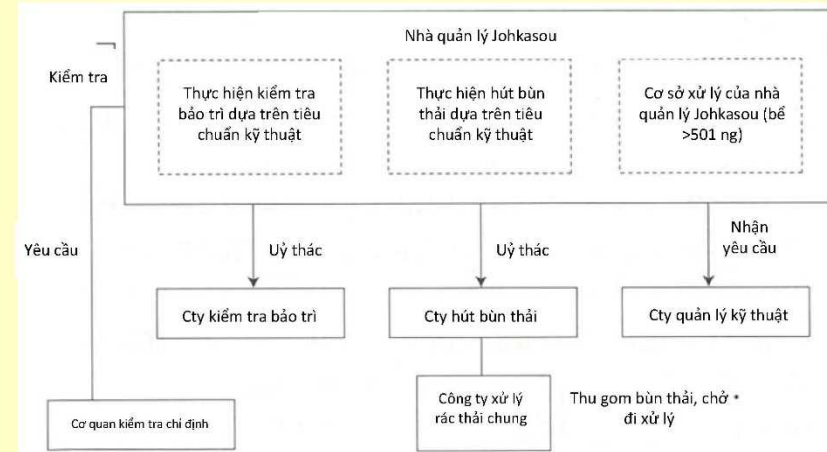 Nhà quản lý Johkasou
Kiểm tra
Thực hiện kiểm tra
bảo trì dựa trên tiêu
chuẩn kỹ thuật
Thực hiện hút bùn
thải dựa trên tiêu
chuẩn kỹ thuật
Cơ sở xử lý của nhà
quản lý Johkasou (bể
>501 ng)
Yêu cầu
Uỷ thác
Uỷ thác
Nhận
yêu cầu
Cty kiểm tra bảo trì
Cty hút bùn thải
Cty quản lý kỹ thuật
Cơ quan kiểm tra chỉ định
Công ty xử lý
rác thải chung
Thu gom bùn thải, chở *
đi xử lý